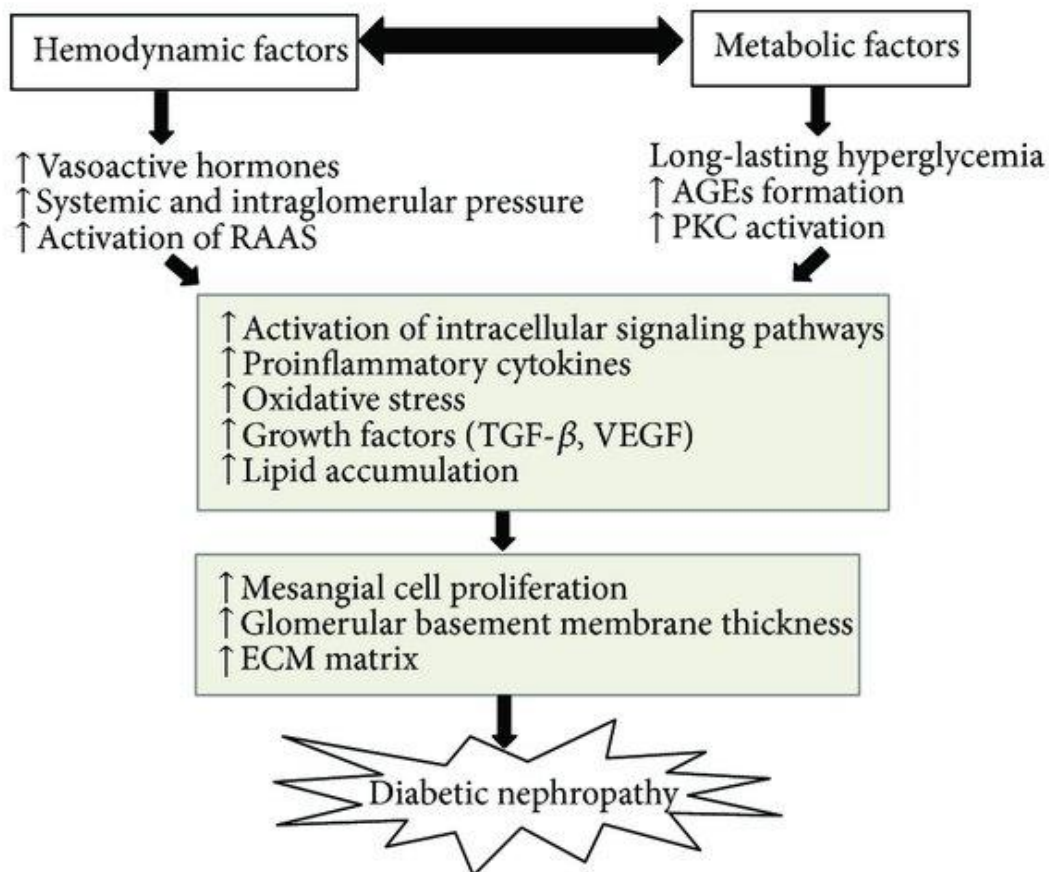 Hemodynamic factors
Metabolic factors
↑ Vasoactive hormones
↑ Systemic and intraglomerular pressure
↑ Activation of RAAS
Long-lasting hyperglycemia
↑ AGEs formation
↑ PKC activation
↑ Activation of intracellular signaling pathways
↑ Proinflammatory cytokines
↑ Oxidative stress
↑ Growth factors (TGF-β, VEGF)
↑ Lipid accumulation
↑ Mesangial cell proliferation
↑ Glomerular basement membrane thickness
↑ ECM matrix
Diabetic nephropathy